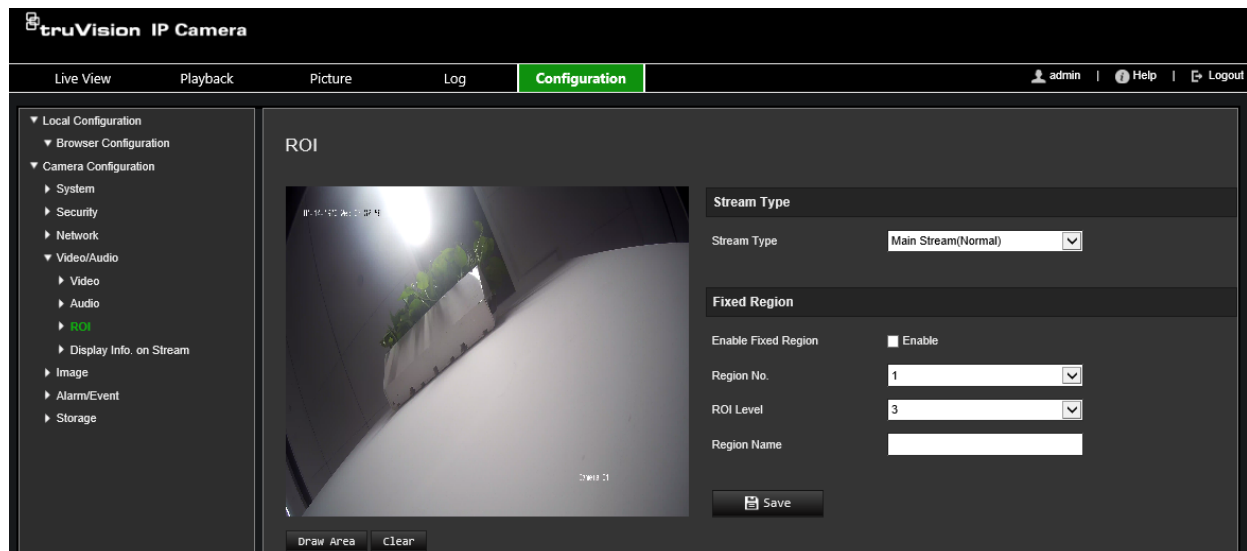 truVision IP Camera
Live View Playback Picture Log Configuration admin | Help | Logout
Local Configuration
Browser Configuration
Camera Configuration
System
Security
Network
Video/Audio
Video
Audio
ROI
Display Info. on Stream
Image
Alarm/Event
Storage
ROI
Camera 01
Draw Area Clear
Stream Type
Stream Type Main Stream(Normal)
Fixed Region
Enable Fixed Region Enable
Region No. 1
ROI Level 3
Region Name
Save